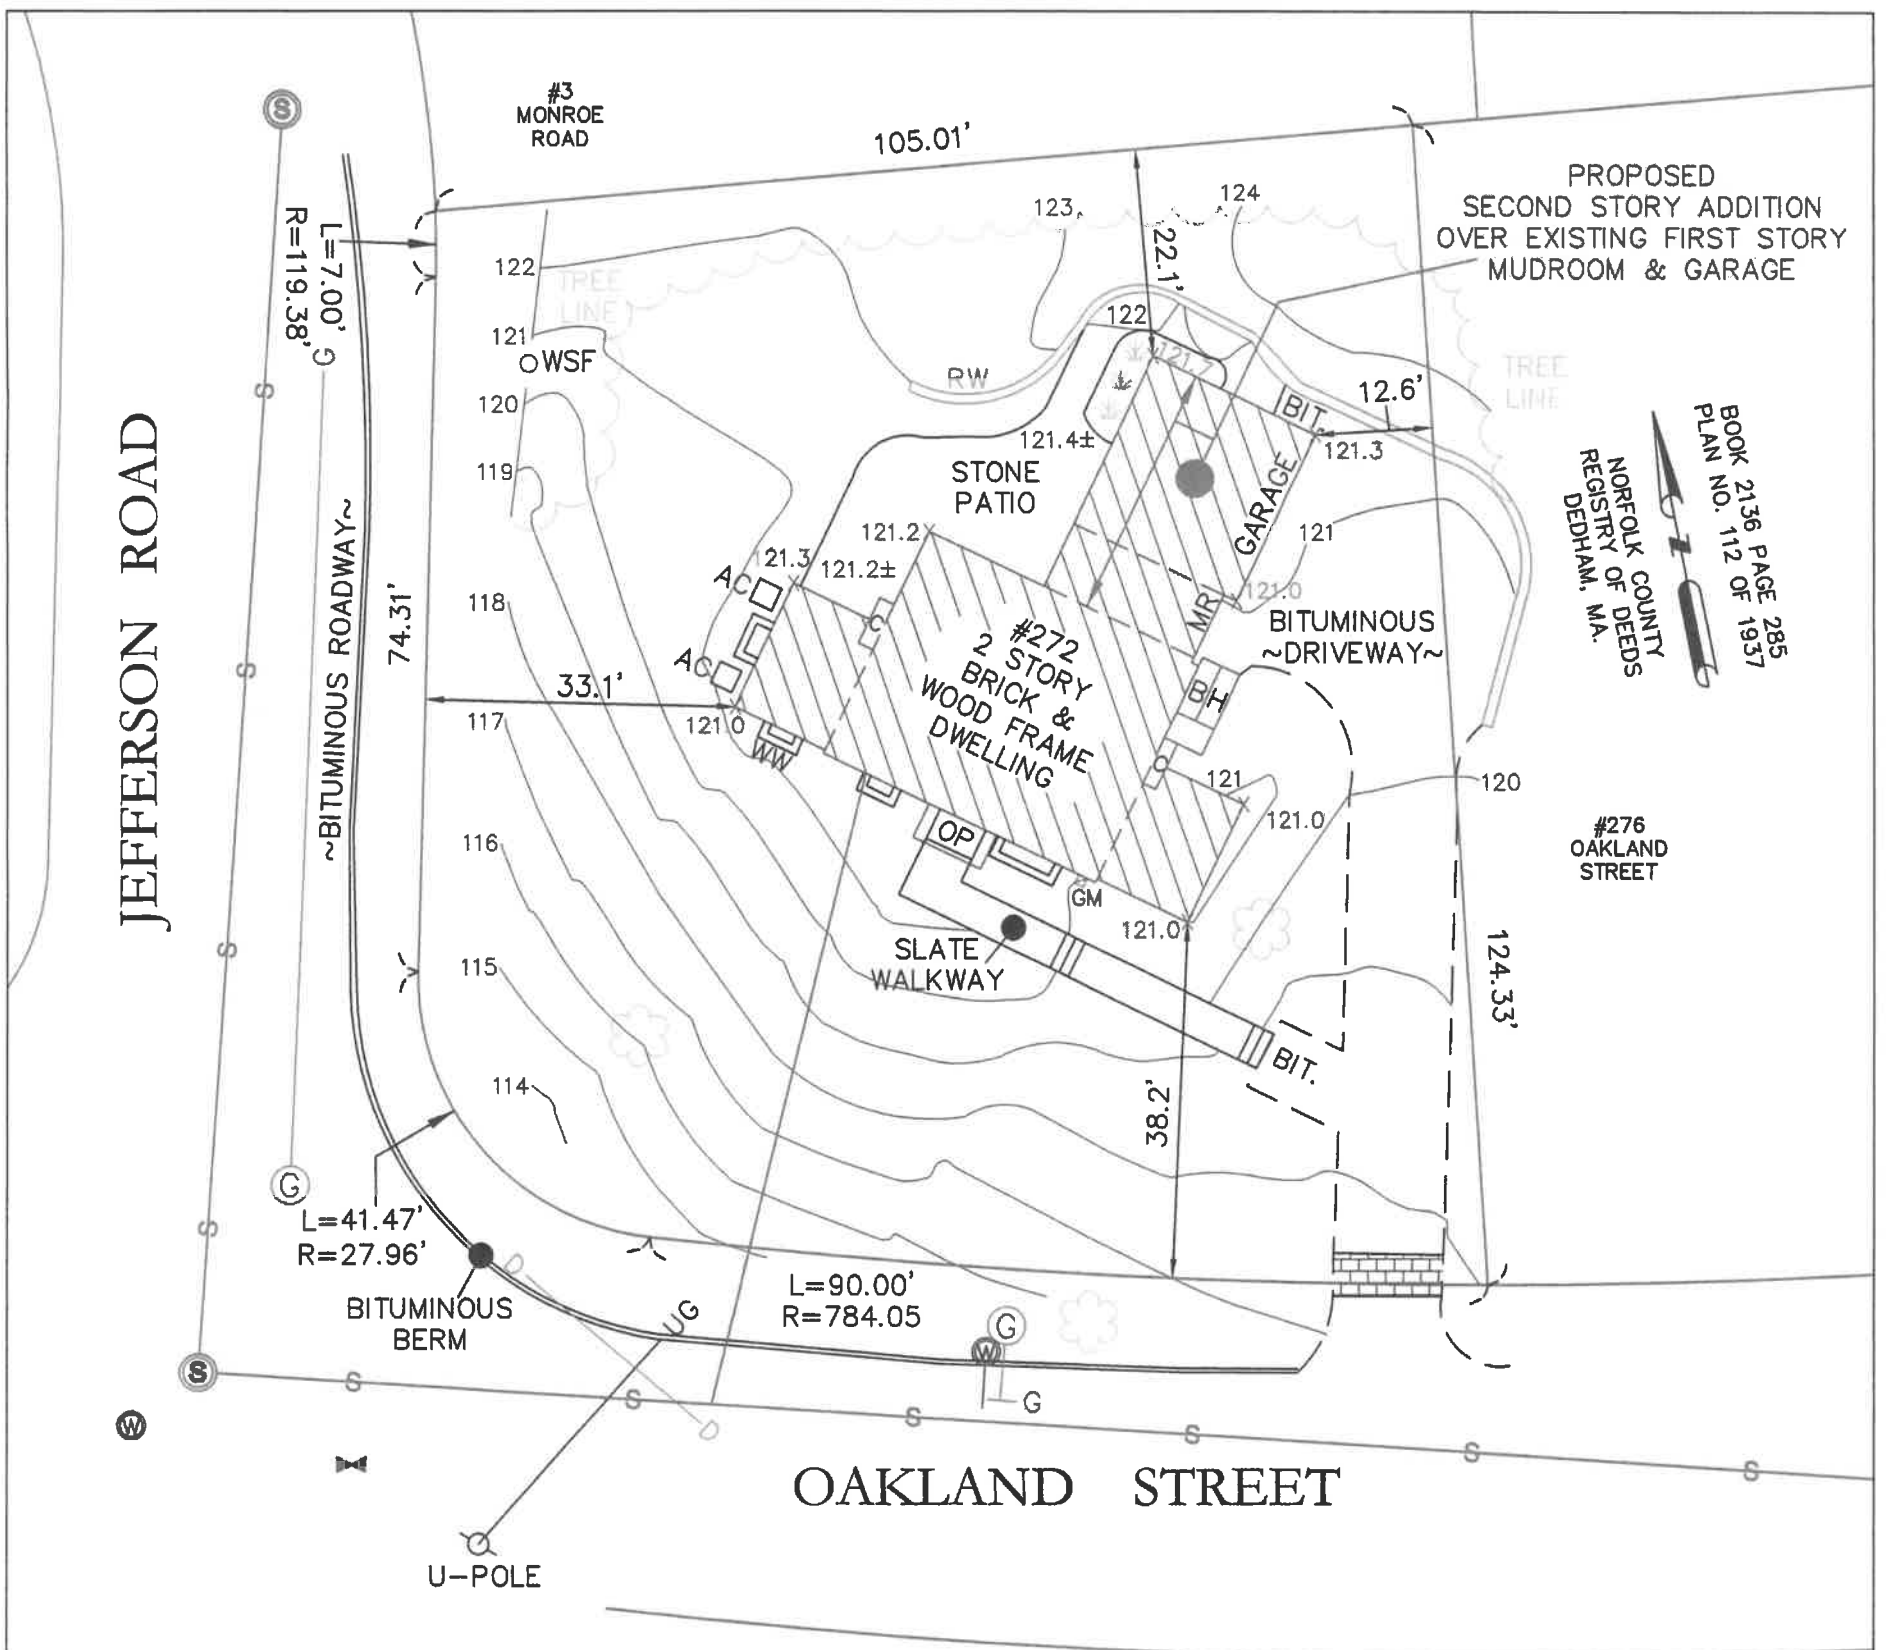 #3
MONROE
ROAD
105.01'
PROPOSED
SECOND STORY ADDITION
OVER EXISTING FIRST STORY
MUDROOM & GARAGE
S
L=7.00'
R=119.38'
G
123
124
22.1'
122
TREE
LINE
121
WSF
122
121.7
RW
120
12.6'
BIT.
TREE
LINE
121.4±
121.3
119
STONE
PATIO
GARAGE
BOOK 2136 PAGE 285
PLAN NO. 112 OF 1937
NORFOLK COUNTY
REGISTRY OF DEEDS
DEDHAM, MA.
N
S
JEFFERSON ROAD
~BITUMINOUS ROADWAY~
74.31'
121.2
121
121.3
121.2±
AC
C
121.0
118
MR
BITUMINOUS
~DRIVEWAY~
#272
2 STORY
BRICK &
WOOD FRAME
DWELLING
S
AC
33.1'
BH
117
121.0
WW
C
121
120
121.0
OP
#276
OAKLAND
STREET
116
GM
121.0
SLATE
WALKWAY
S
115
124.33'
BIT.
114
38.2'
G
L=41.47'
R=27.96'
S
D
L=90.00'
R=784.05
BITUMINOUS
BERM
UG
G
W
S
S
S
G
D
S
S
S
S
W
OAKLAND STREET
U-POLE